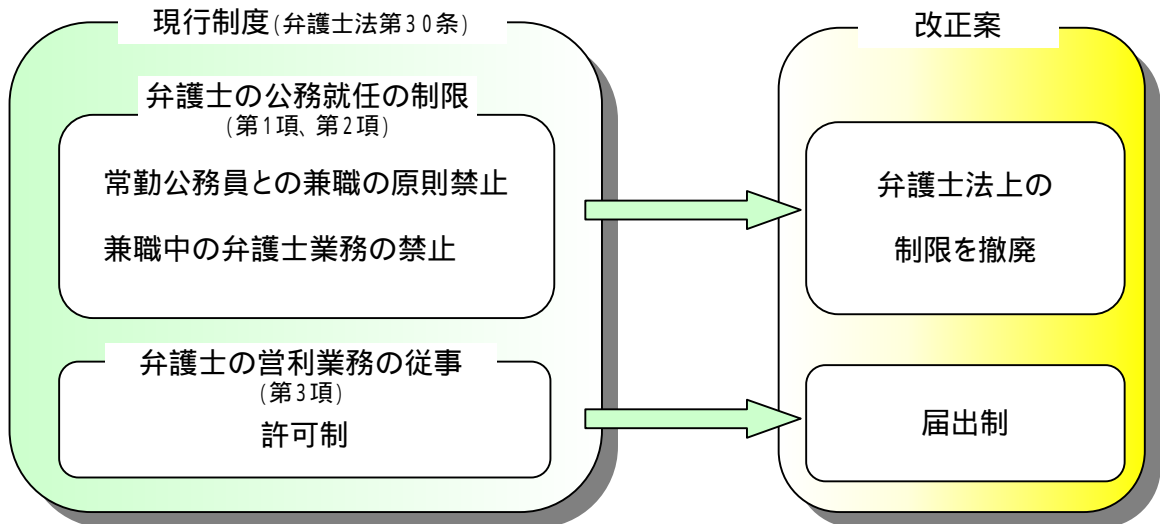 現行制度(弁護士法第30条)
弁護士の公務就任の制限
(第1項、第2項)
常勤公務員との兼職の原則禁止
兼職中の弁護士業務の禁止
弁護士の営利業務の従事
(第3項)
許可制
改正案
弁護士法上の
制限を撤廃
届出制